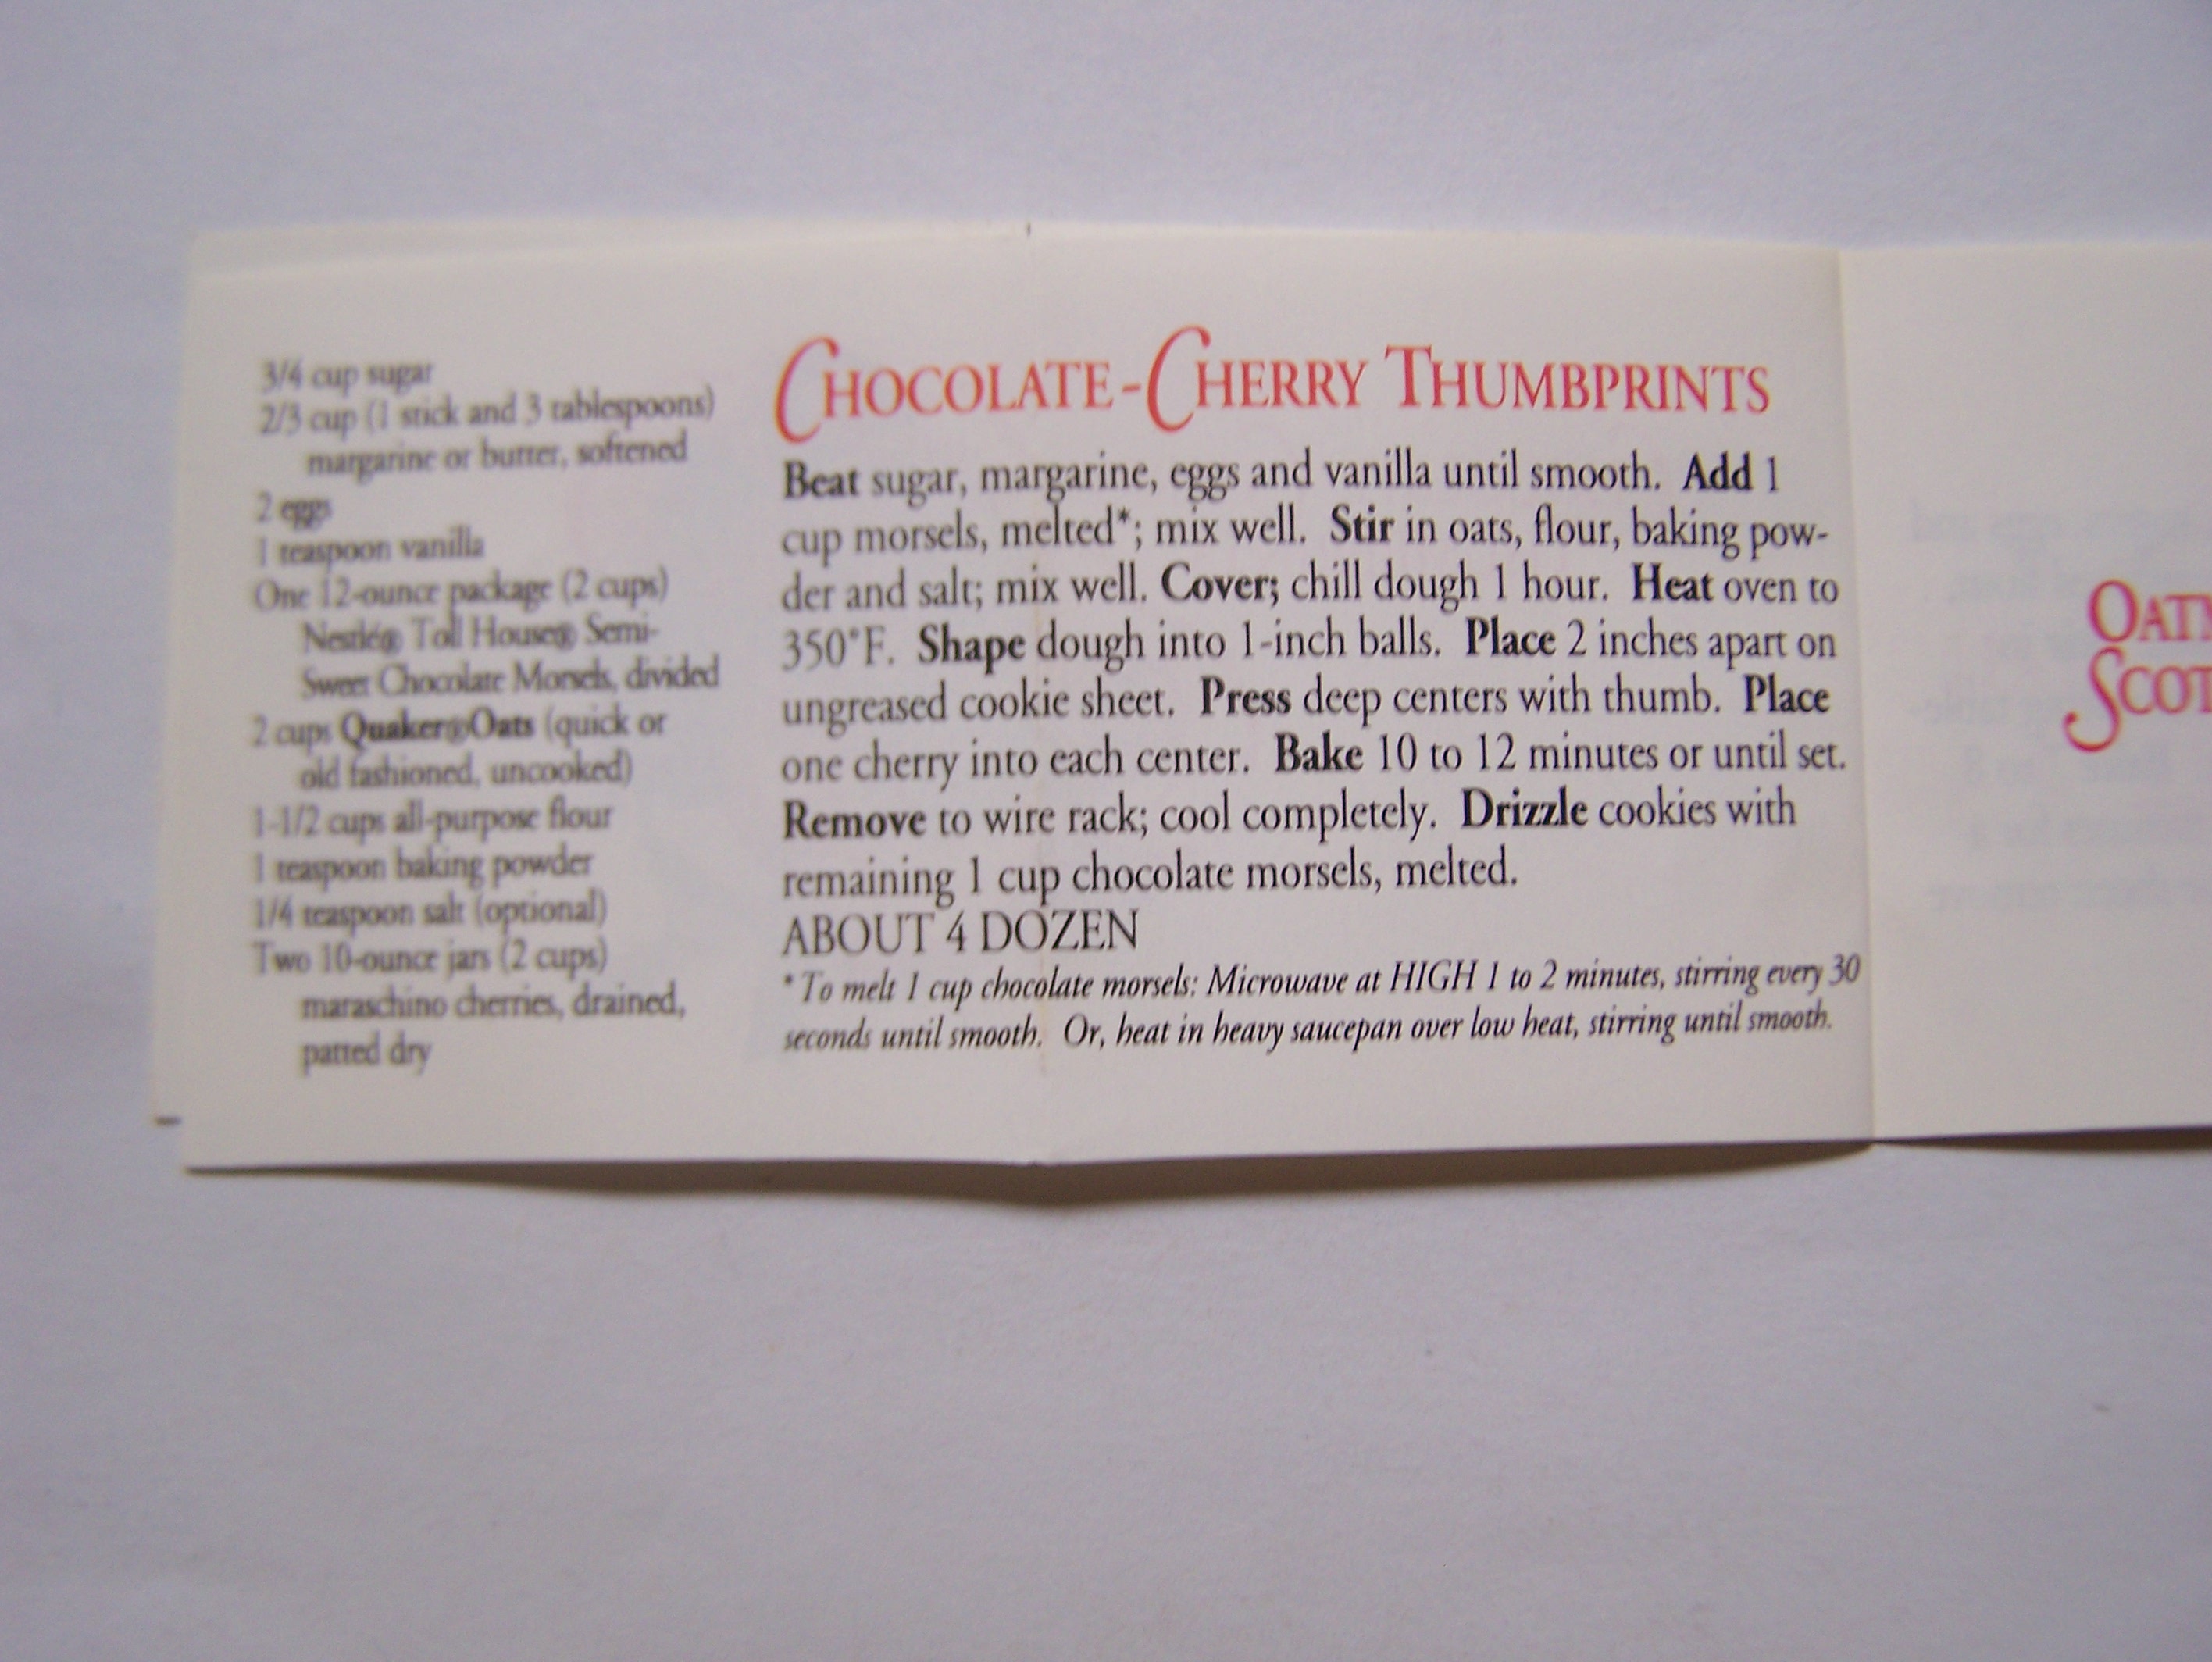 3/4 cup sugar
2/3 cup (1 stick and 3 tablespoons)
margarine or butter, softened
2 eggs
1 teaspoon vanilla
One 12-ounce package (2 cups)
Nestlé® Toll House® Semi-
Sweet Chocolate Morsels, divided
2 cups Quaker® Oats (quick or
old fashioned, uncooked)
1-1/2 cups all-purpose flour
1 teaspoon baking powder
1/4 teaspoon salt (optional)
Two 10-ounce jars (2 cups)
maraschino cherries, drained,
patted dry
CHOCOLATE-CHERRY THUMBPRINTS
Beat sugar, margarine, eggs and vanilla until smooth. Add 1
cup morsels, melted*; mix well. Stir in oats, flour, baking pow-
der and salt; mix well. Cover; chill dough 1 hour. Heat oven to
350°F. Shape dough into 1-inch balls. Place 2 inches apart on
ungreased cookie sheet. Press deep centers with thumb. Place
one cherry into each center. Bake 10 to 12 minutes or until set.
Remove to wire rack; cool completely. Drizzle cookies with
remaining 1 cup chocolate morsels, melted.
ABOUT 4 DOZEN
*To melt 1 cup chocolate morsels: Microwave at HIGH 1 to 2 minutes, stirring every 30
seconds until smooth. Or, heat in heavy saucepan over low heat, stirring until smooth.